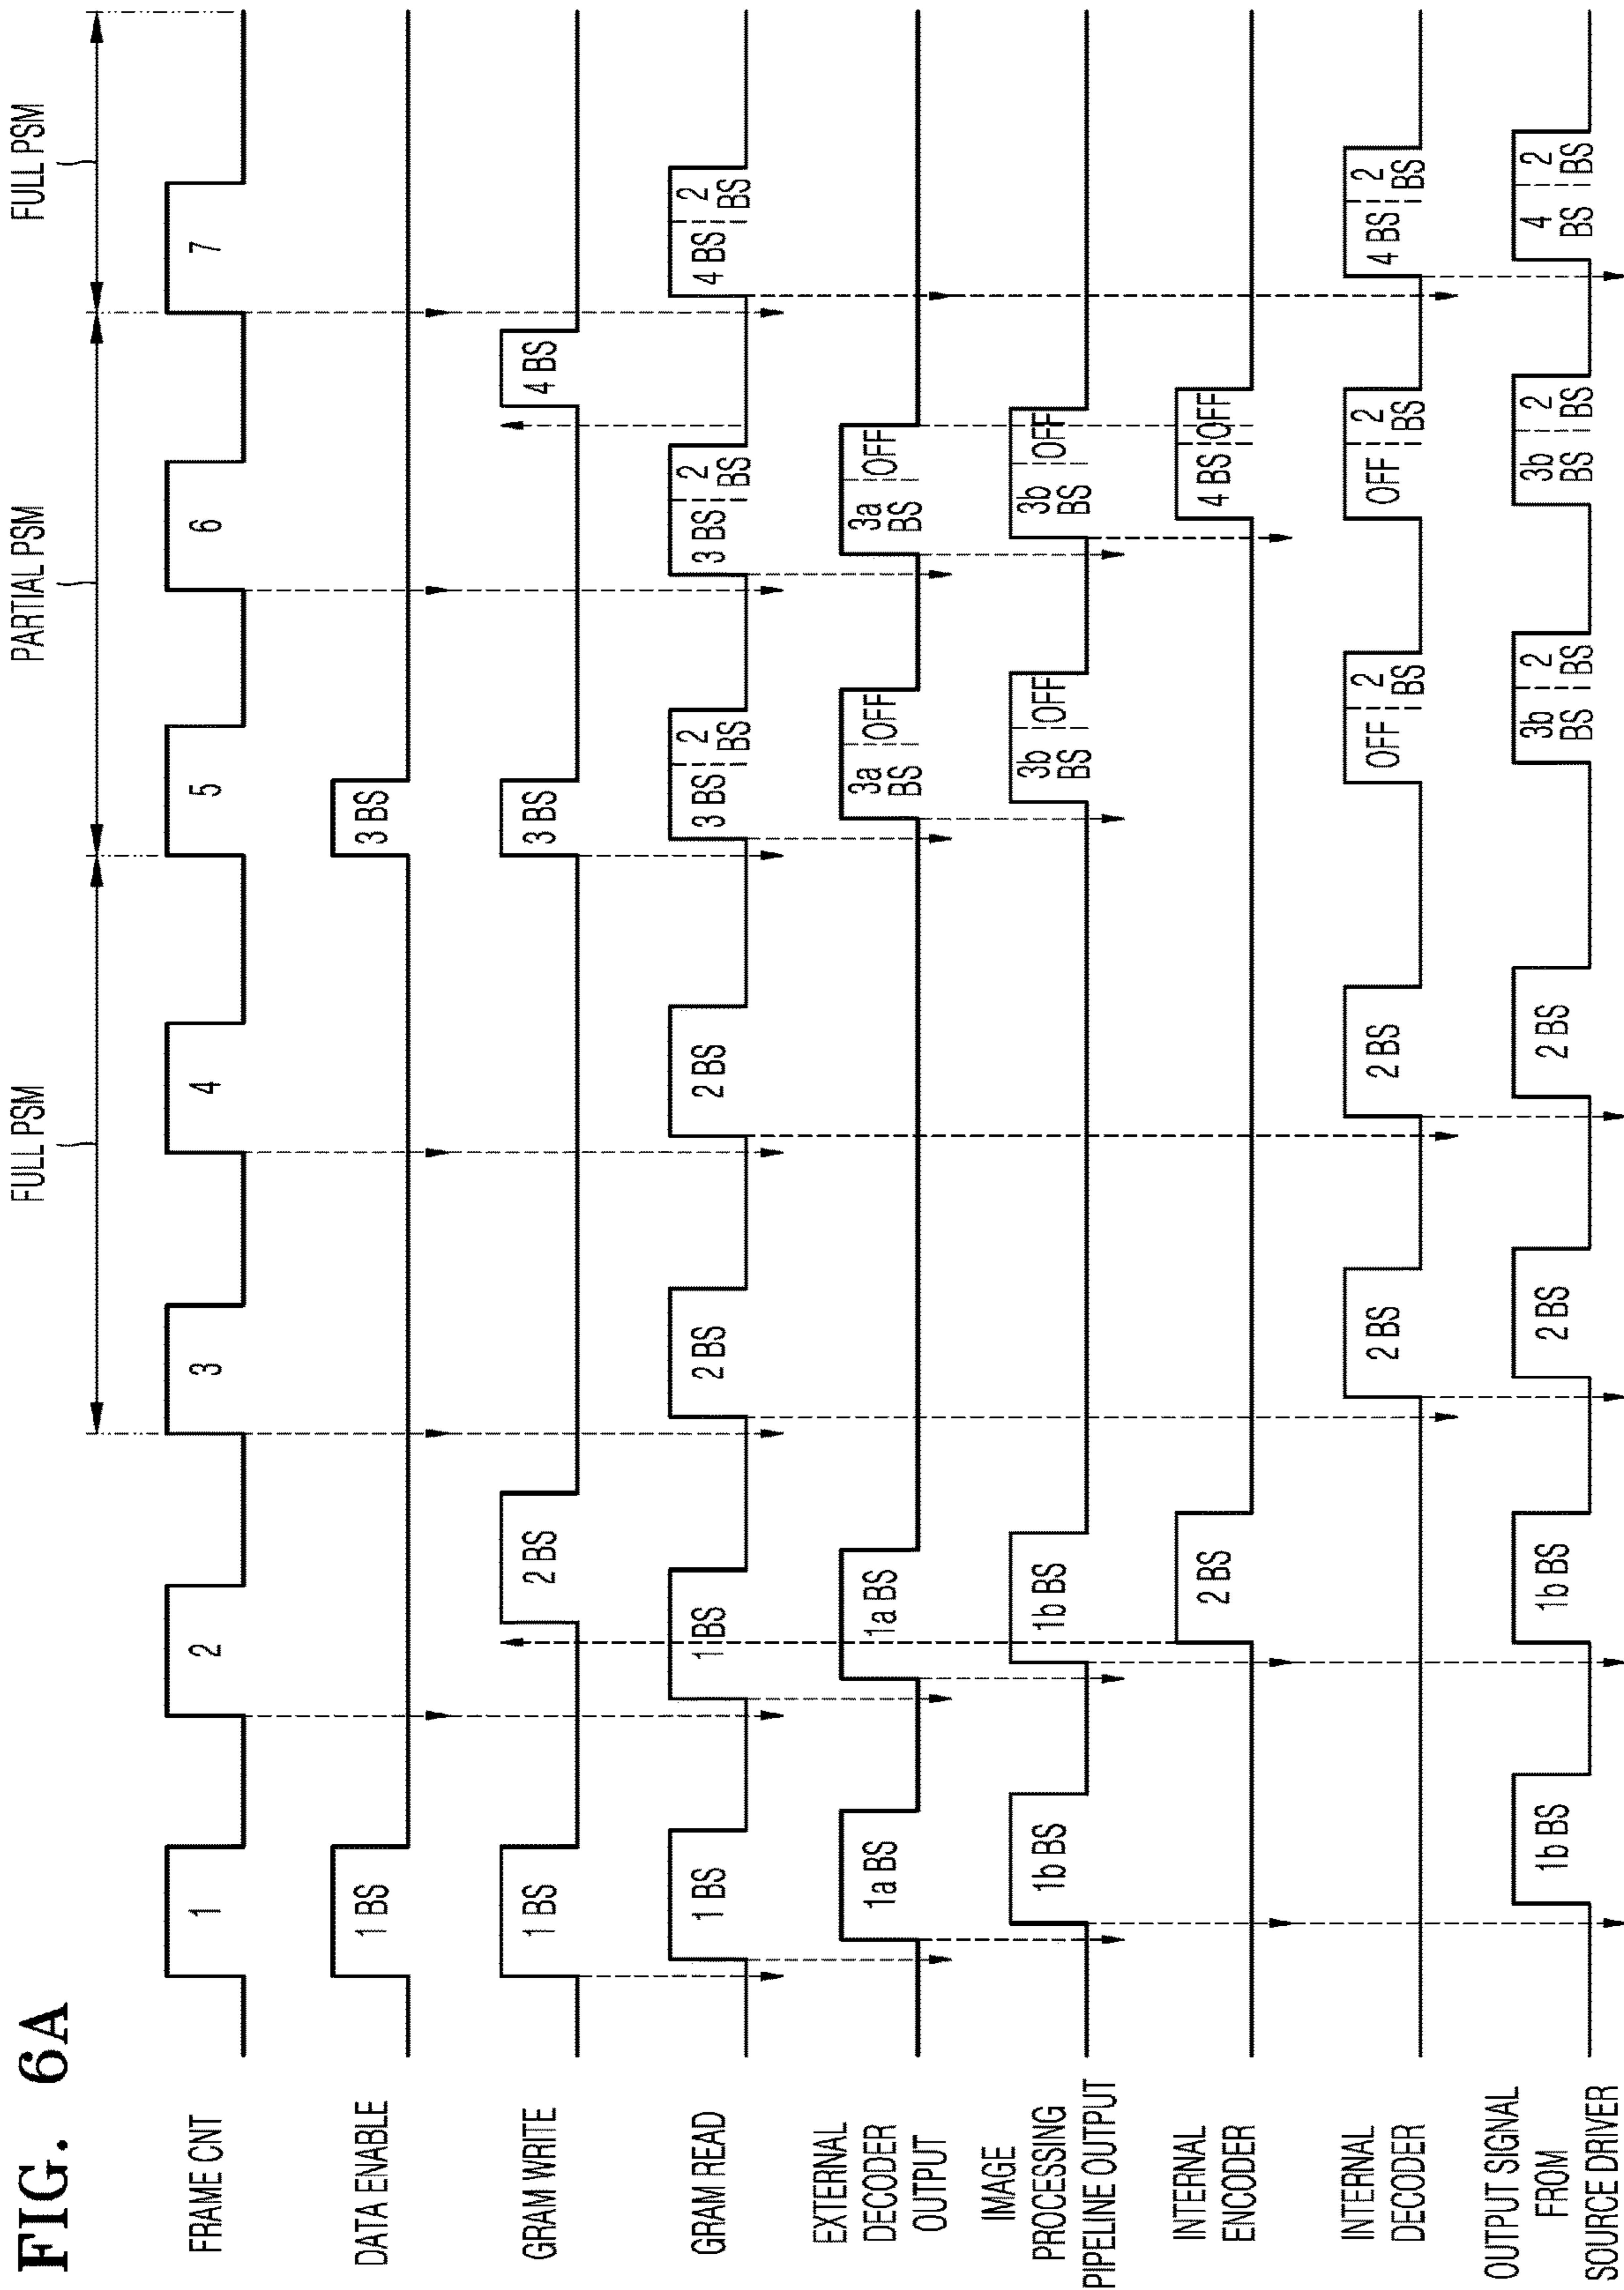 FIG. 6A
FULL PSM
PARTIAL PSM
FULL PSM
FRAME CNT
1
2
3
4
5
6
7
DATA ENABLE
1 BS
3 BS
GRAM WRITE
1 BS
2 BS
3 BS
4 BS
GRAM READ
1 BS
1 BS
2 BS
2 BS
3 BS
2
BS
3 BS
2
BS
4 BS
2
BS
EXTERNAL
DECODER
OUTPUT
1a BS
1a BS
3a
BS
OFF
3a
BS
OFF
IMAGE
PROCESSING
PIPELINE OUTPUT
1b BS
1b BS
3b
BS
OFF
3b
BS
OFF
INTERNAL
ENCODER
2 BS
4 BS
OFF
INTERNAL
DECODER
2 BS
2 BS
OFF
2
BS
OFF
2
BS
4 BS
2
BS
OUTPUT SIGNAL
FROM
SOURCE DRIVER
1b BS
1b BS
2 BS
2 BS
3b
BS
2
BS
3b
BS
2
BS
4
BS
2
BS